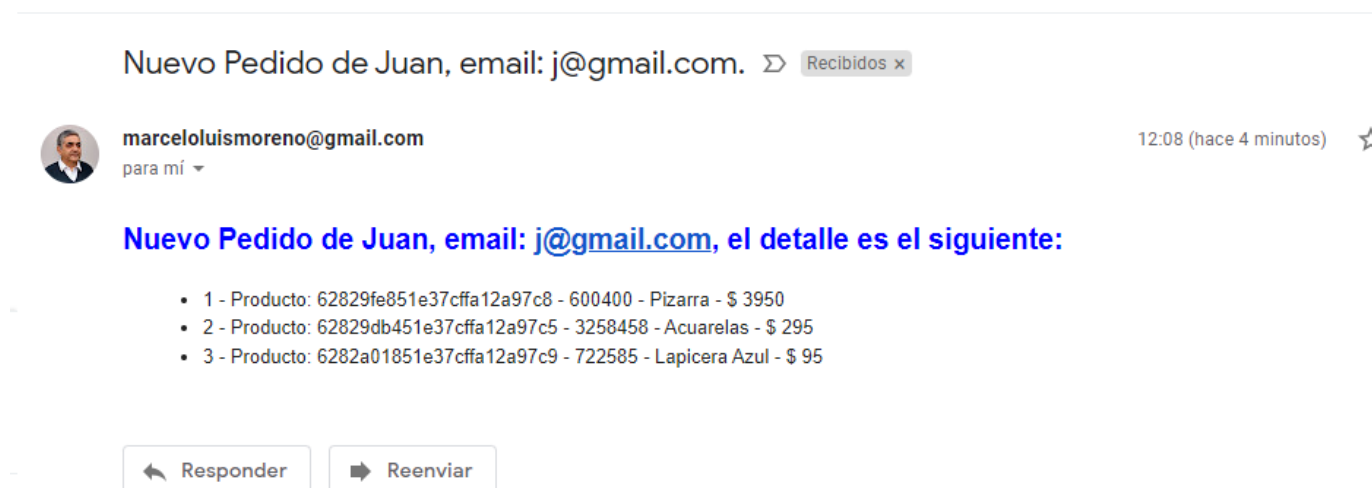 Nuevo Pedido de Juan, email: j@gmail.com. Recibidos x
marceloluismoreno@gmail.com 12:08 (hace 4 minutos)
para mí
Nuevo Pedido de Juan, email: j@gmail.com, el detalle es el siguiente:
• 1 - Producto: 62829fe851e37cffa12a97c8 - 600400 - Pizarra - $ 3950
• 2 - Producto: 62829db451e37cffa12a97c5 - 3258458 - Acuarelas - $ 295
• 3 - Producto: 6282a01851e37cffa12a97c9 - 722585 - Lapicera Azul - $ 95
Responder Reenviar